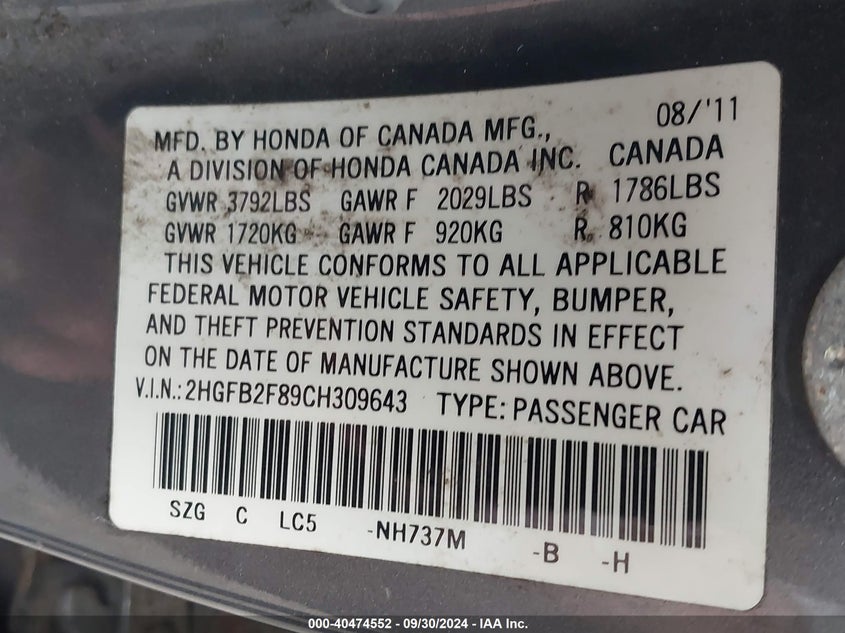 08/'11
MFD. BY HONDA OF CANADA MFG.,
A DIVISION OF HONDA CANADA INC. CANADA
GVWR 3792LBS GAWR F 2029LBS R 1786LBS
GVWR 1720KG GAWR F 920KG R 810KG
THIS VEHICLE CONFORMS TO ALL APPLICABLE
FEDERAL MOTOR VEHICLE SAFETY, BUMPER,
AND THEFT PREVENTION STANDARDS IN EFFECT
ON THE DATE OF MANUFACTURE SHOWN ABOVE.
V.I.N.: 2HGFB2F89CH309643 TYPE: PASSENGER CAR
SZG C LC5 -NH737M -B -H
000-40474552 - 09/30/2024 - IAA Inc.